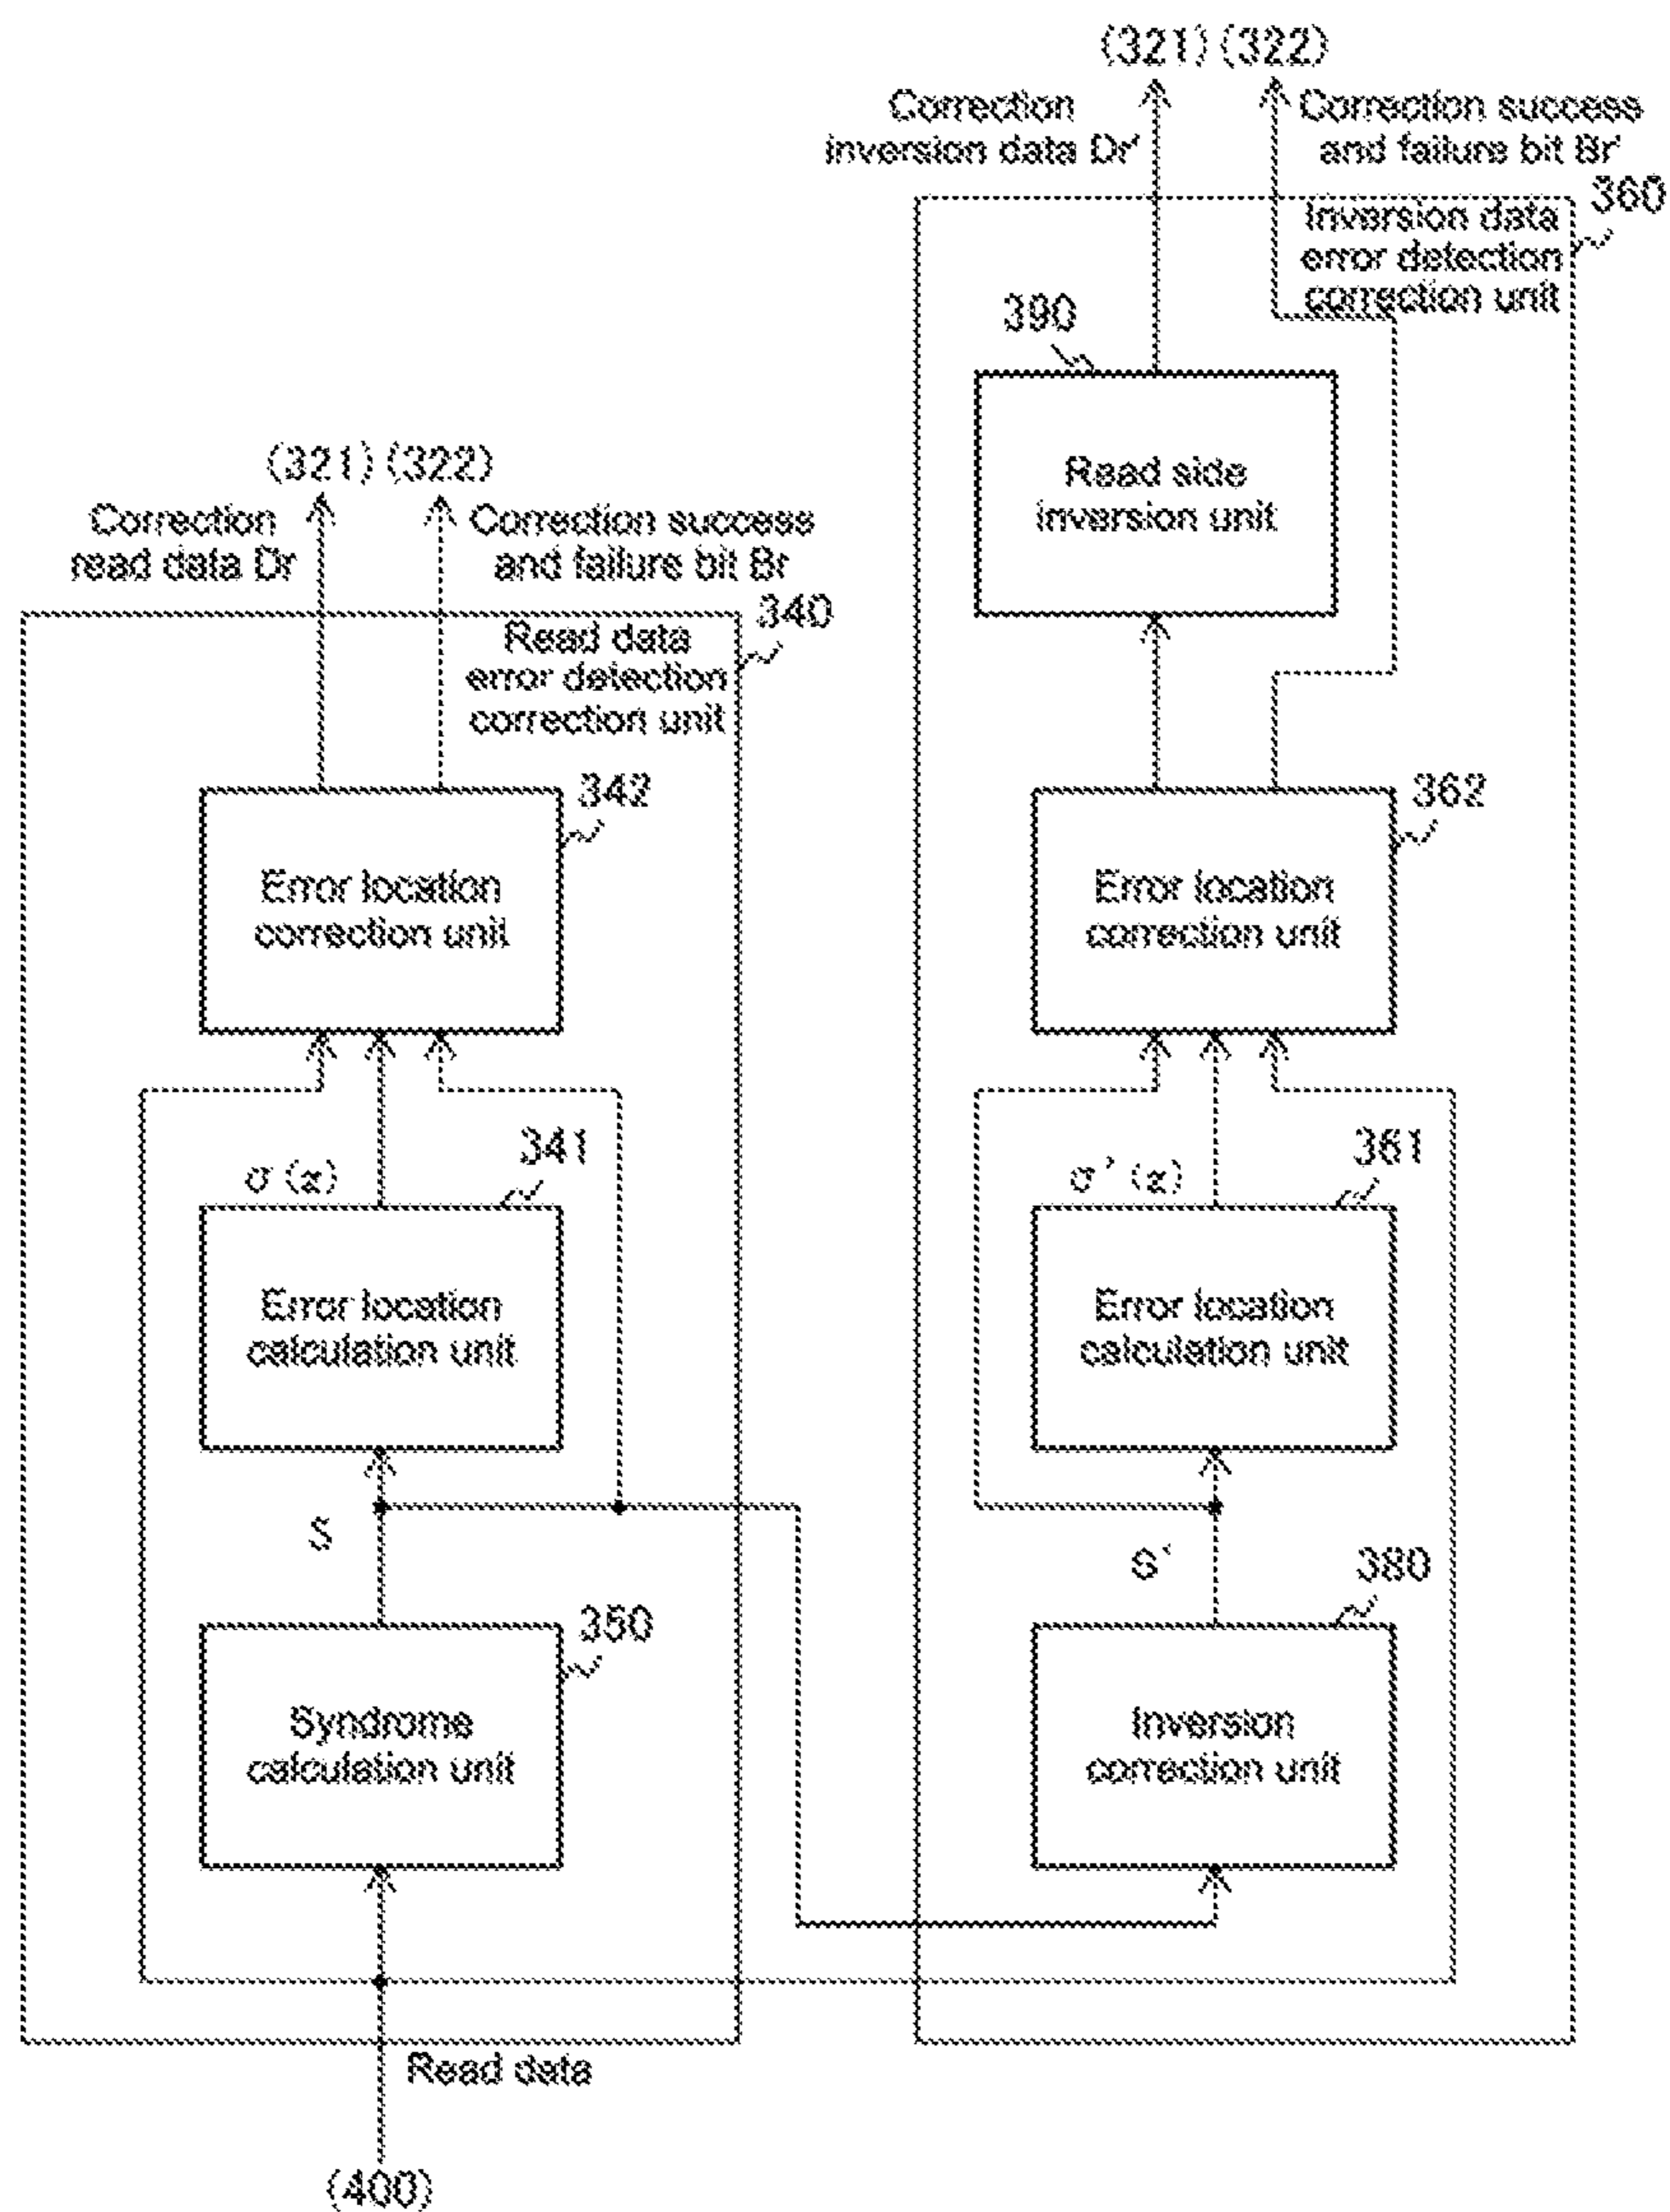 (321) (322)
Correction
inversion data Dr'
Correction success
and failure bit Br'
360
Inversion data
error detection
correction unit
390
Read side
inversion unit
(321) (322)
Correction
read data Dr
Correction success
and failure bit Br
340
Read data
error detection
correction unit
342
362
Error location
correction unit
Error location
correction unit
341
361
σ (z)
σ' (z)
Error location
calculation unit
Error location
calculation unit
S
S'
350
380
Syndrome
calculation unit
Inversion
correction unit
Read data
(400)